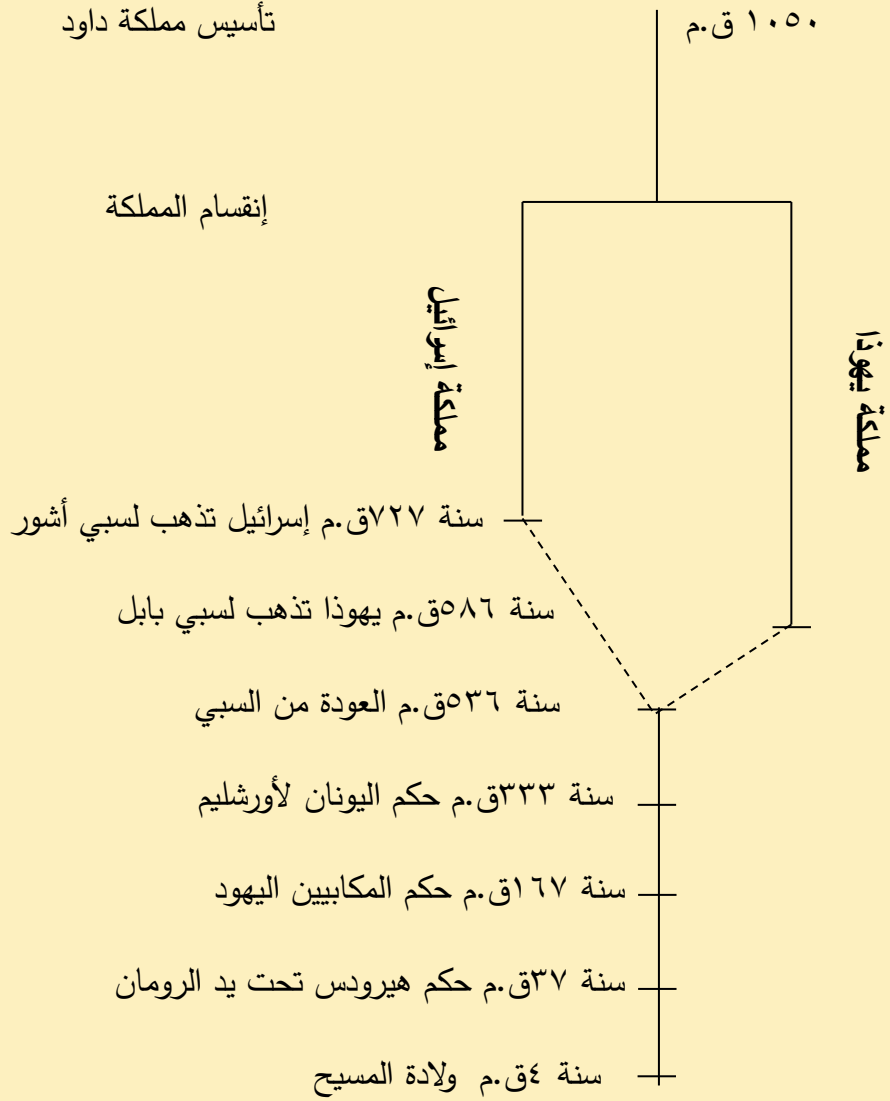 ١٠٥٠ ق.م
تأسيس مملكة داود
إنقسام المملكة
مملكة يهوذا
مملكة إسرائيل
سنة ٧٢٧ق.م إسرائيل تذهب لسبي أشور
سنة ٥٨٦ق.م يهوذا تذهب لسبي بابل
سنة ٥٣٦ق.م العودة من السبي
سنة ٣٣٣ق.م حكم اليونان لأورشليم
سنة ١٦٧ق.م حكم المكابيين اليهود
سنة ٣٧ق.م حكم هيرودس تحت يد الرومان
سنة ٤ق.م ولادة المسيح